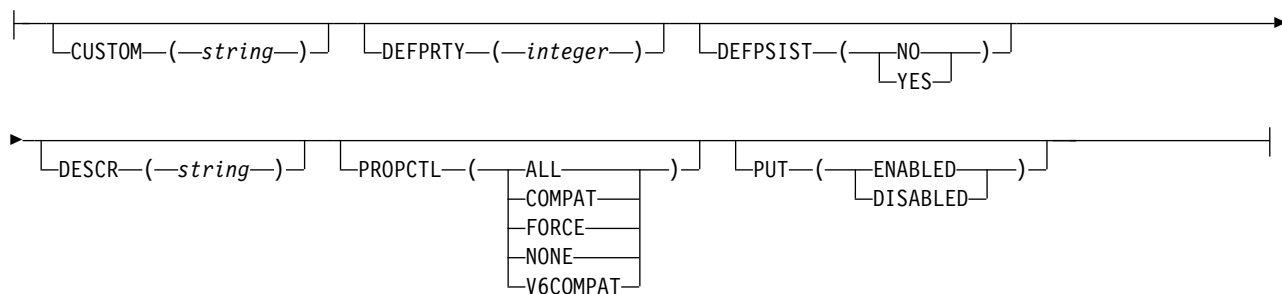 CUSTOM ( string ) DEFPRTY ( integer ) DEFPSIST ( NO )
YES
DESCR ( string ) PROPCTL ( ALL ) PUT ( ENABLED )
COMPAT DISABLED
FORCE
NONE
V6COMPAT